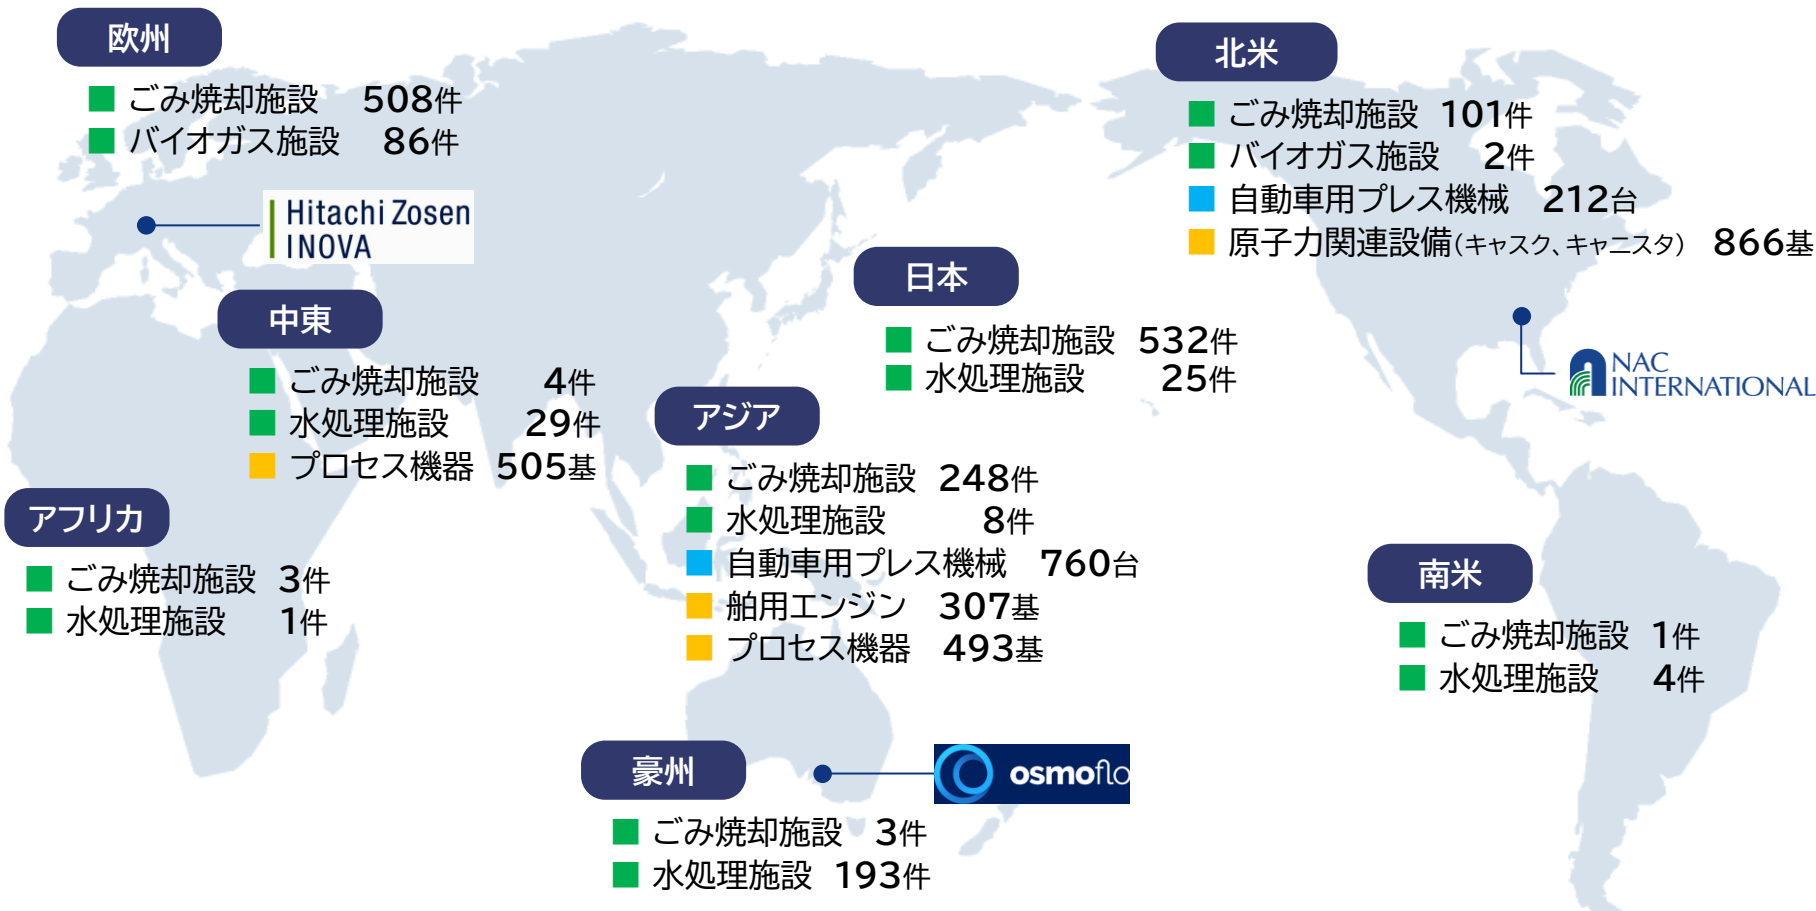 欧州
ごみ焼却施設 508件
バイオガス施設 86件
Hitachi Zosen
INOVA
北米
ごみ焼却施設 101件
バイオガス施設 2件
自動車用プレス機械 212台
原子力関連設備(キャスク、キャニスタ) 866基
NAC
INTERNATIONAL
日本
ごみ焼却施設 532件
水処理施設 25件
中東
ごみ焼却施設 4件
水処理施設 29件
プロセス機器 505基
アジア
ごみ焼却施設 248件
水処理施設 8件
自動車用プレス機械 760台
舶用エンジン 307基
プロセス機器 493基
アフリカ
ごみ焼却施設 3件
水処理施設 1件
南米
ごみ焼却施設 1件
水処理施設 4件
豪州
osmoflo
ごみ焼却施設 3件
水処理施設 193件